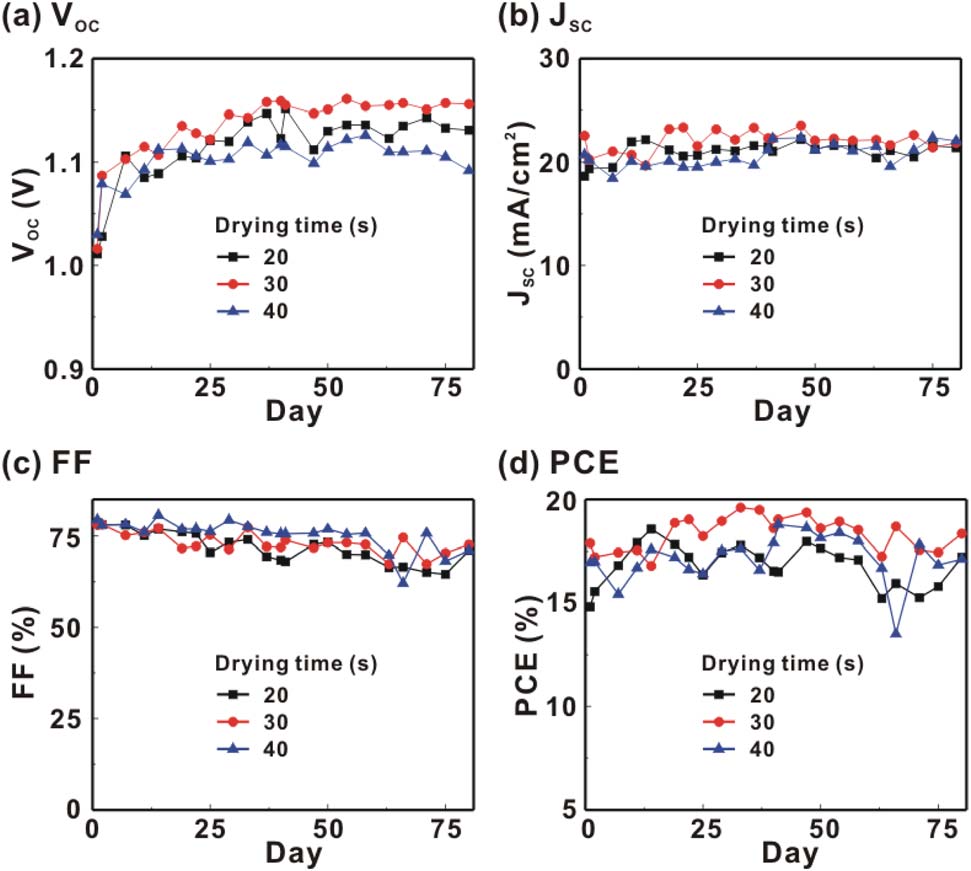 (a) Voc
1.2
1.1
1.0
0.9
Voc (V)
Drying time (s)
20
30
40
0 25 50 75
Day
(b) Jsc
30
20
10
0
Jsc (mA/cm²)
Drying time (s)
20
30
40
0 25 50 75
Day
(c) FF
75
50
25
0
FF (%)
Drying time (s)
20
30
40
0 25 50 75
Day
(d) PCE
20
15
10
5
PCE (%)
Drying time (s)
20
30
40
0 25 50 75
Day